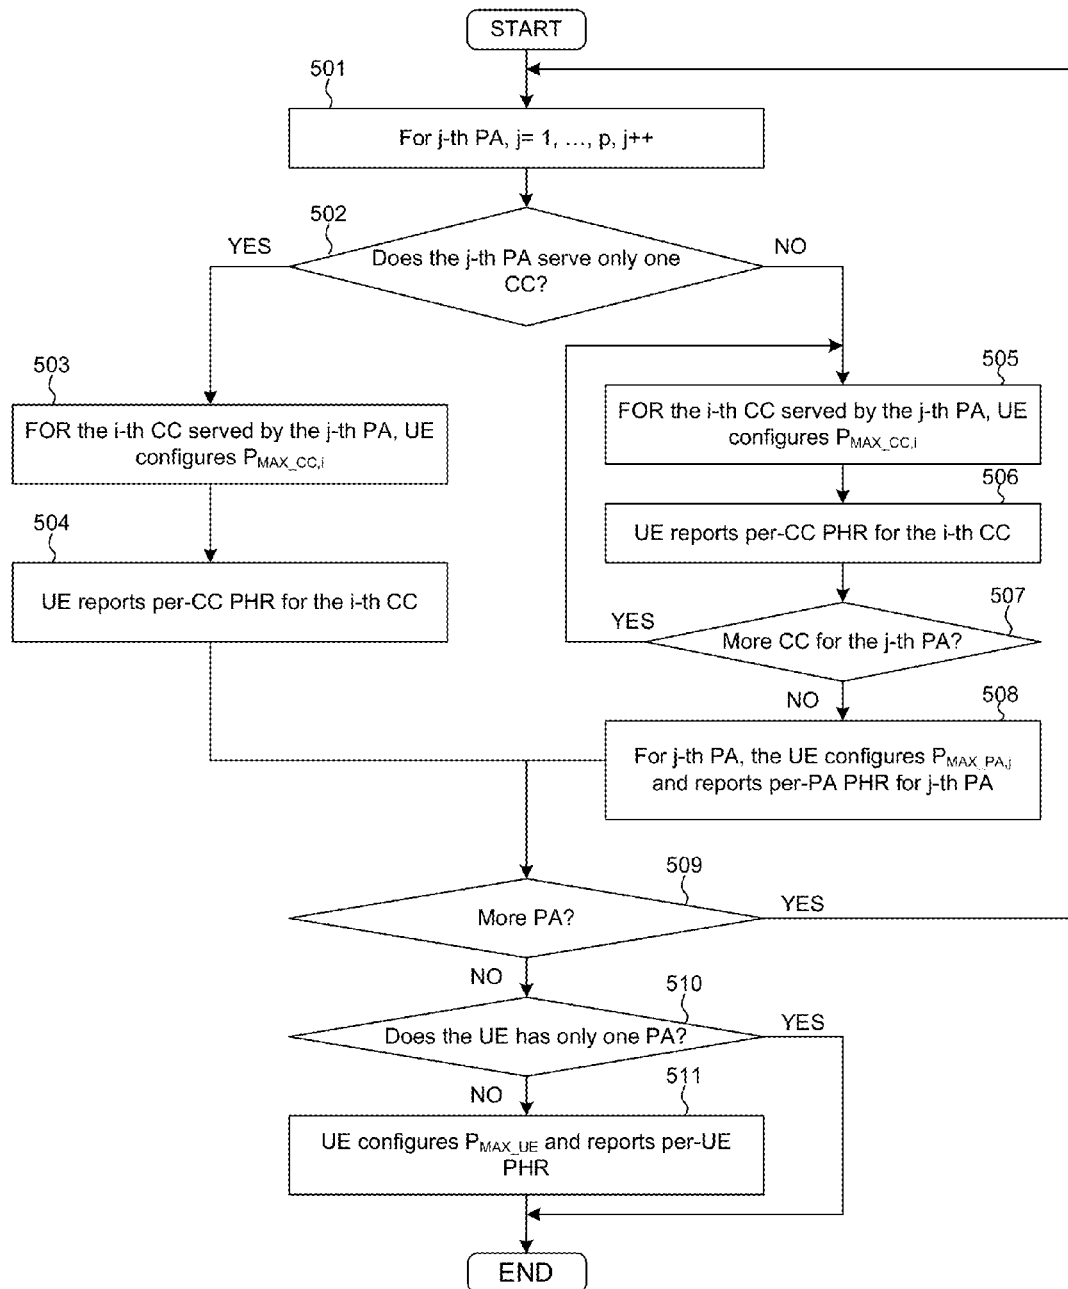 START
501
For j-th PA, j= 1, …, p, j++
502
YES
NO
Does the j-th PA serve only one
CC?
503
505
FOR the i-th CC served by the j-th PA, UE
configures P_MAX_CC,i
FOR the i-th CC served by the j-th PA, UE
configures P_MAX_CC,i
504
506
UE reports per-CC PHR for the i-th CC
UE reports per-CC PHR for the i-th CC
507
YES
More CC for the j-th PA?
NO
508
For j-th PA, the UE configures P_MAX_PA,j
and reports per-PA PHR for j-th PA
509
More PA?
YES
NO
510
Does the UE has only one PA?
YES
NO
511
UE configures P_MAX_UE and reports per-UE
PHR
END